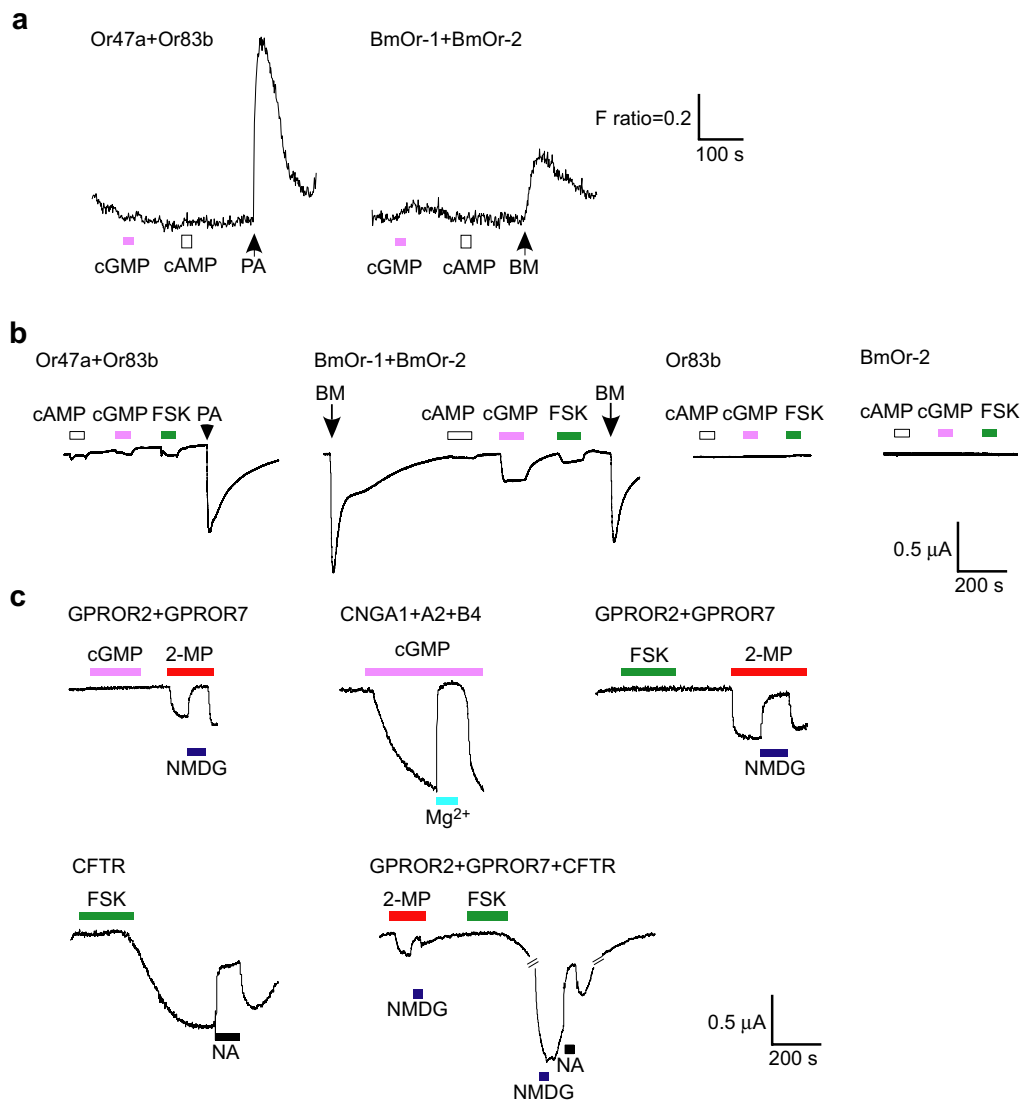 a
Or47a+Or83b
BmOr-1+BmOr-2
F ratio=0.2
100 s
cGMP
cAMP
PA
cGMP
cAMP
BM
b
Or47a+Or83b
BmOr-1+BmOr-2
Or83b
BmOr-2
cAMP cGMP FSK PA
BM
cAMP cGMP FSK
BM
cAMP cGMP FSK
cAMP cGMP FSK
0.5 μA
200 s
c
GPROR2+GPROR7
CNGA1+A2+B4
GPROR2+GPROR7
cGMP 2-MP
cGMP
FSK 2-MP
NMDG
Mg²⁺
NMDG
CFTR
GPROR2+GPROR7+CFTR
FSK
2-MP FSK
NA
NMDG
NMDG
NA
0.5 μA
200 s